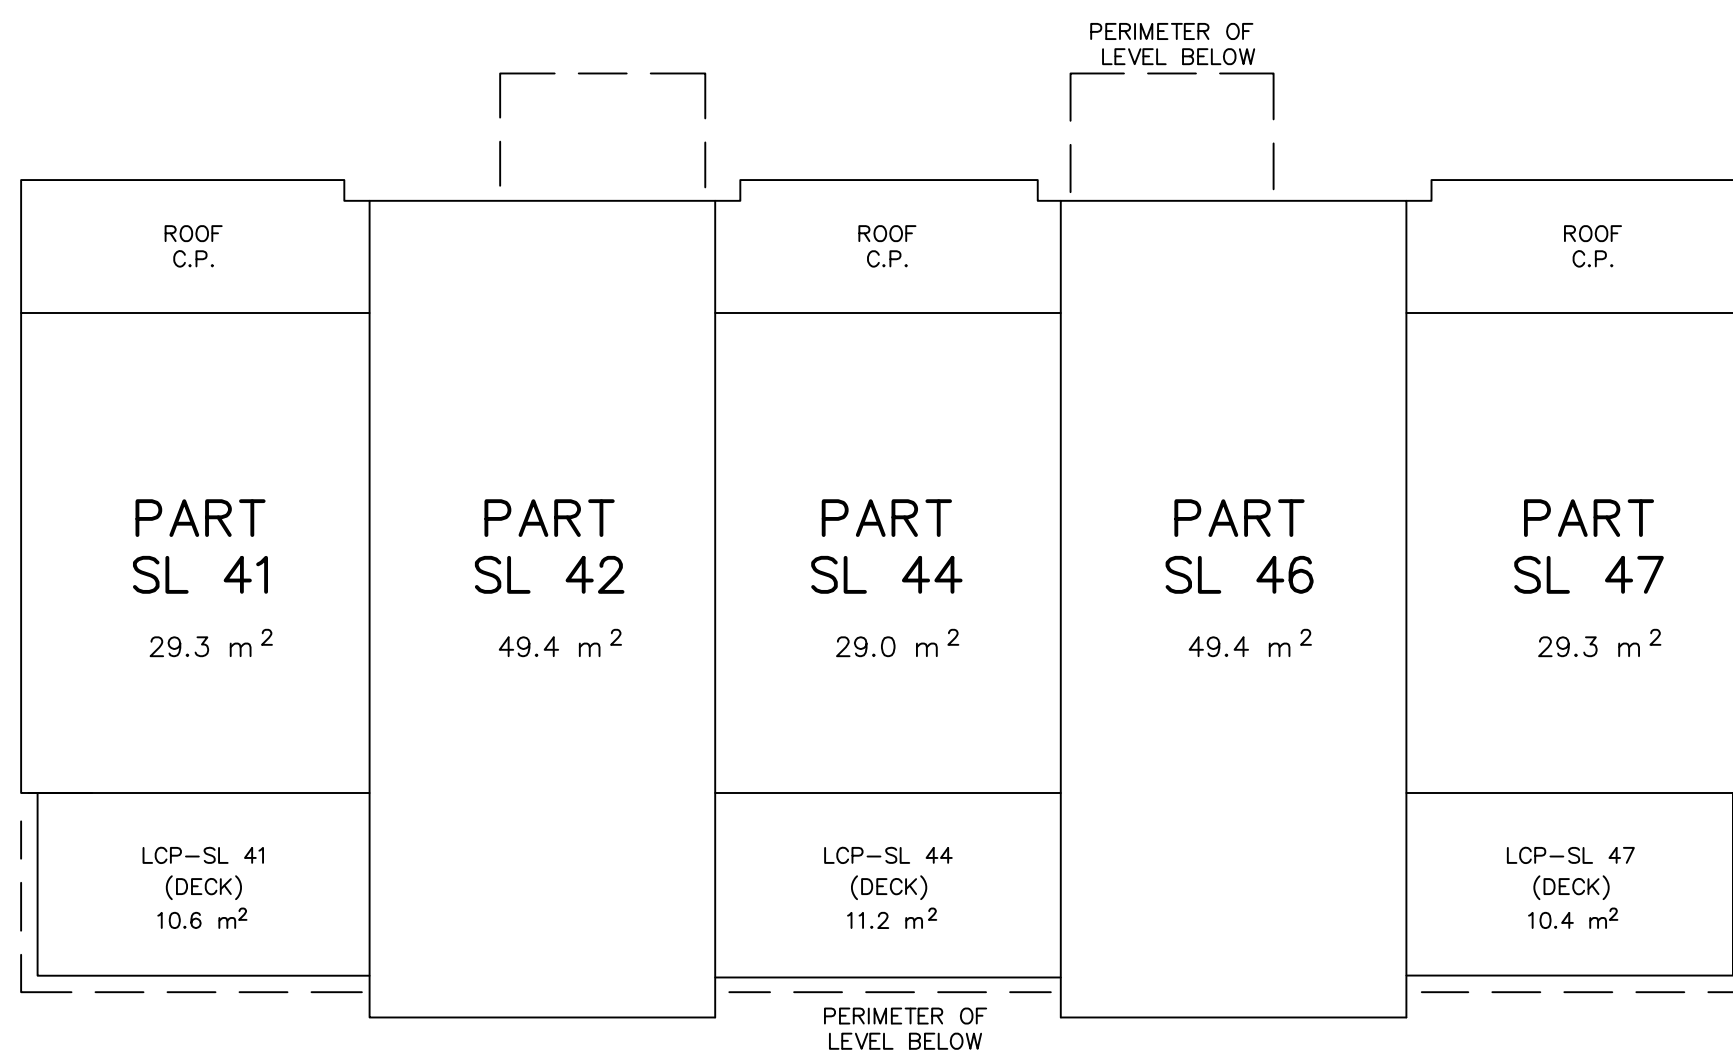 PERIMETER OF
LEVEL BELOW
ROOF
C.P.
ROOF
C.P.
ROOF
C.P.
PART
SL 41
29.3 m²
PART
SL 42
49.4 m²
PART
SL 44
29.0 m²
PART
SL 46
49.4 m²
PART
SL 47
29.3 m²
LCP-SL 41
(DECK)
10.6 m²
LCP-SL 44
(DECK)
11.2 m²
LCP-SL 47
(DECK)
10.4 m²
PERIMETER OF
LEVEL BELOW